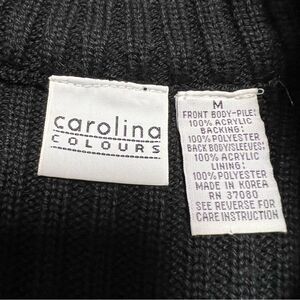 carolina
COLOURS
M
FRONT BODY-PILE:
100% ACRYLIC
BACKING:
100% POLYESTER
BACK BODY/SLEEVES:
100% ACRYLIC
LINING:
100% POLYESTER
MADE IN KOREA
RN 37080
SEE REVERSE FOR
CARE INSTRUCTION